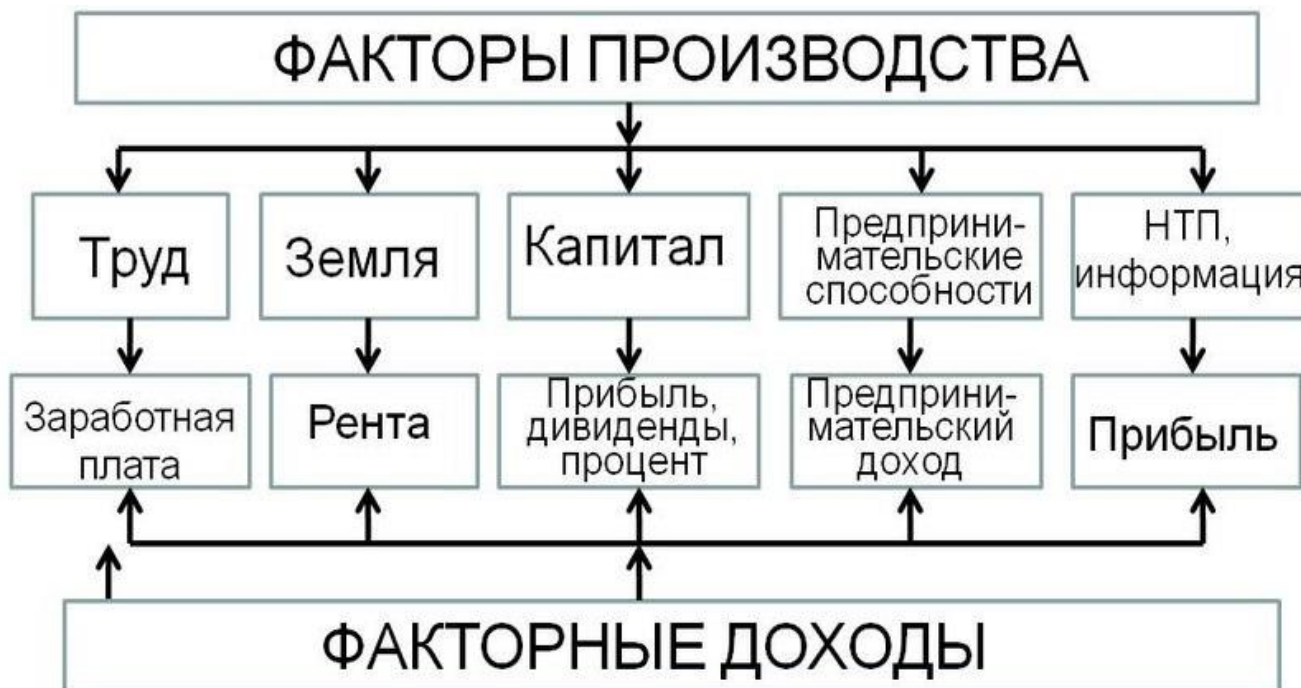 ФАКТОРЫ ПРОИЗВОДСТВА
Труд
Земля
Капитал
Предприни-
мательские
способности
НТП,
информация
Заработная
плата
Рента
Прибыль,
дивиденды,
процент
Предприни-
мательский
доход
Прибыль
ФАКТОРНЫЕ ДОХОДЫ